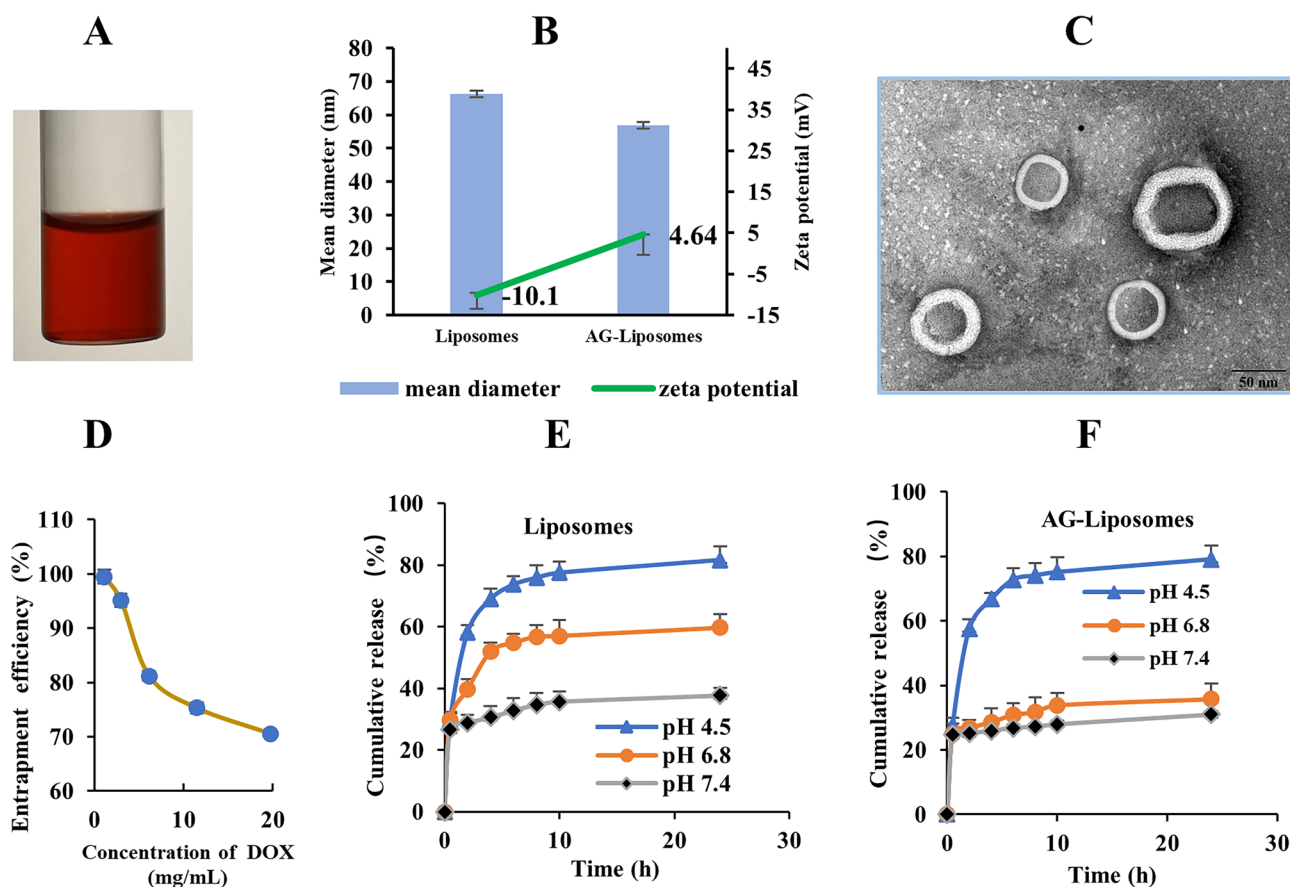 A
B
C
Mean diameter (nm)
80
70
60
50
40
30
20
10
0
45
35
25
15
5
-5
-15
Zeta potential (mV)
-10.1
4.64
Liposomes
AG-Liposomes
mean diameter
zeta potential
50 nm
D
E
F
Entrapment efficiency (%)
110
100
90
80
70
60
0
10
20
Concentration of DOX
(mg/mL)
Cumulative release (%)
100
80
60
40
20
0
Liposomes
pH 4.5
pH 6.8
pH 7.4
0
10
20
30
Time (h)
Cumulative release (%)
100
80
60
40
20
0
AG-Liposomes
pH 4.5
pH 6.8
pH 7.4
0
10
20
30
Time (h)